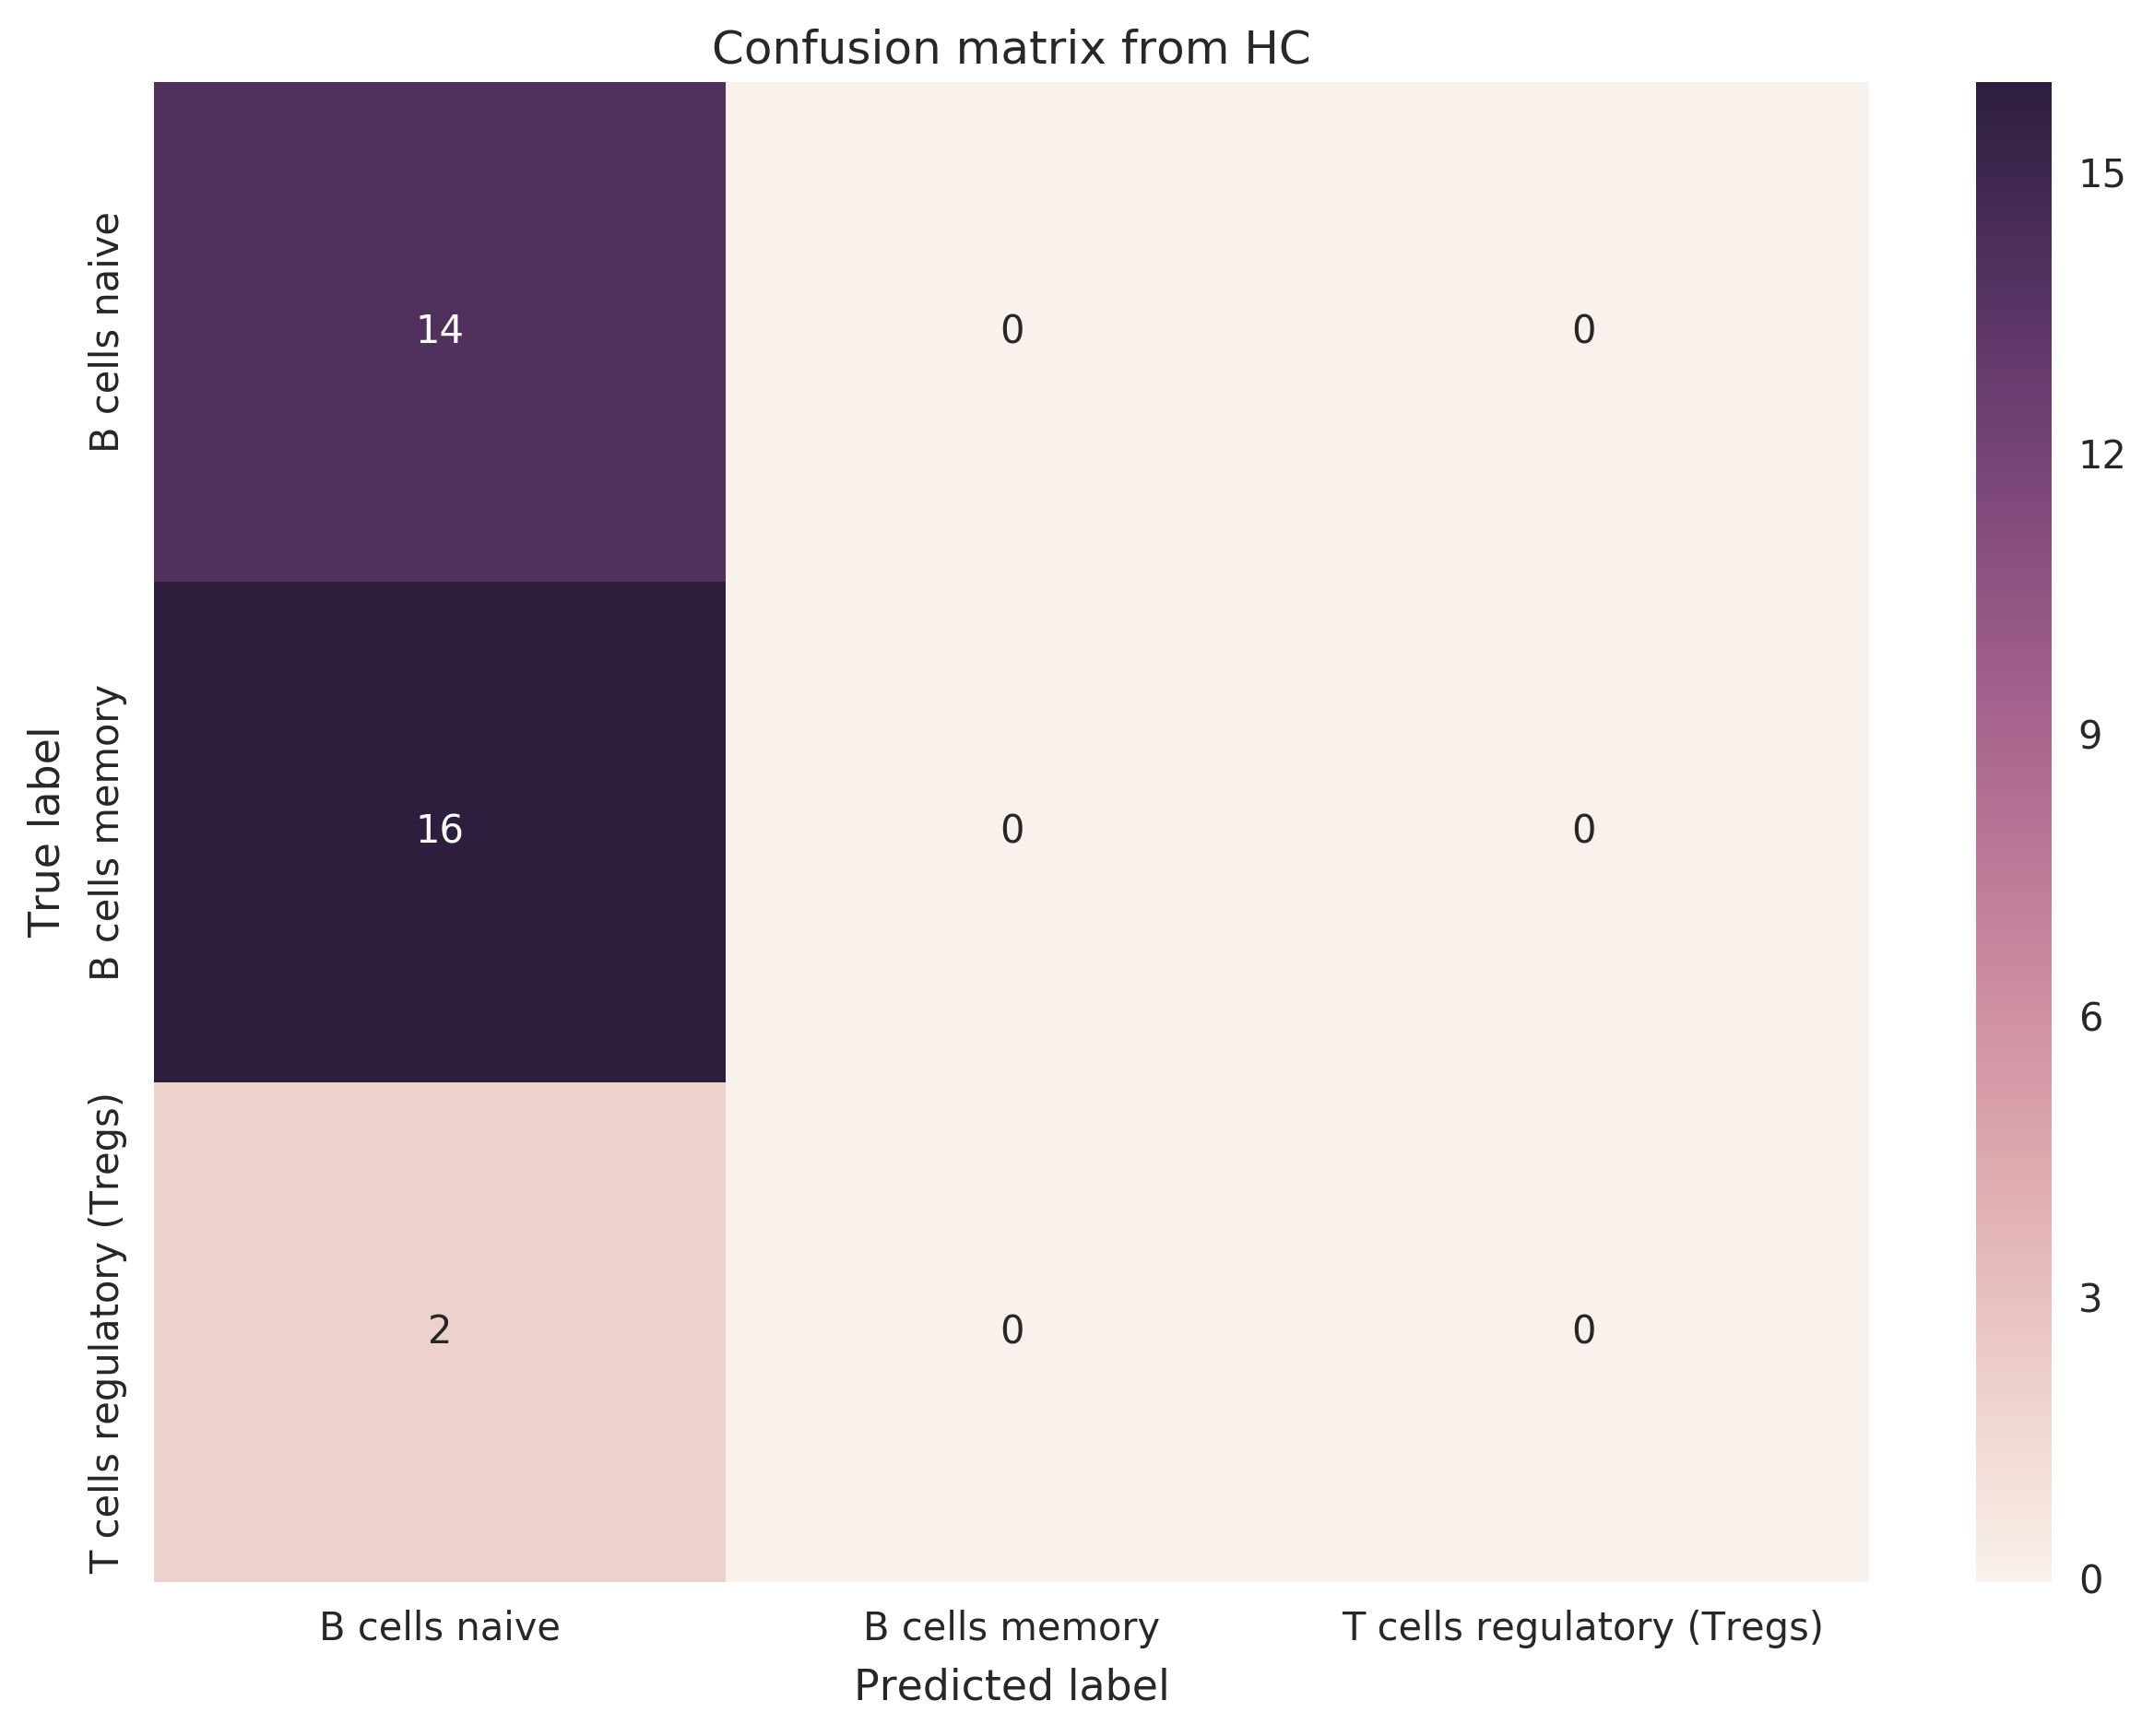 Confusion matrix from HC
True label
B cells naive
B cells memory
T cells regulatory (Tregs)
14 0 0
16 0 0
2 0 0
B cells naive B cells memory T cells regulatory (Tregs)
Predicted label
15
12
9
6
3
0